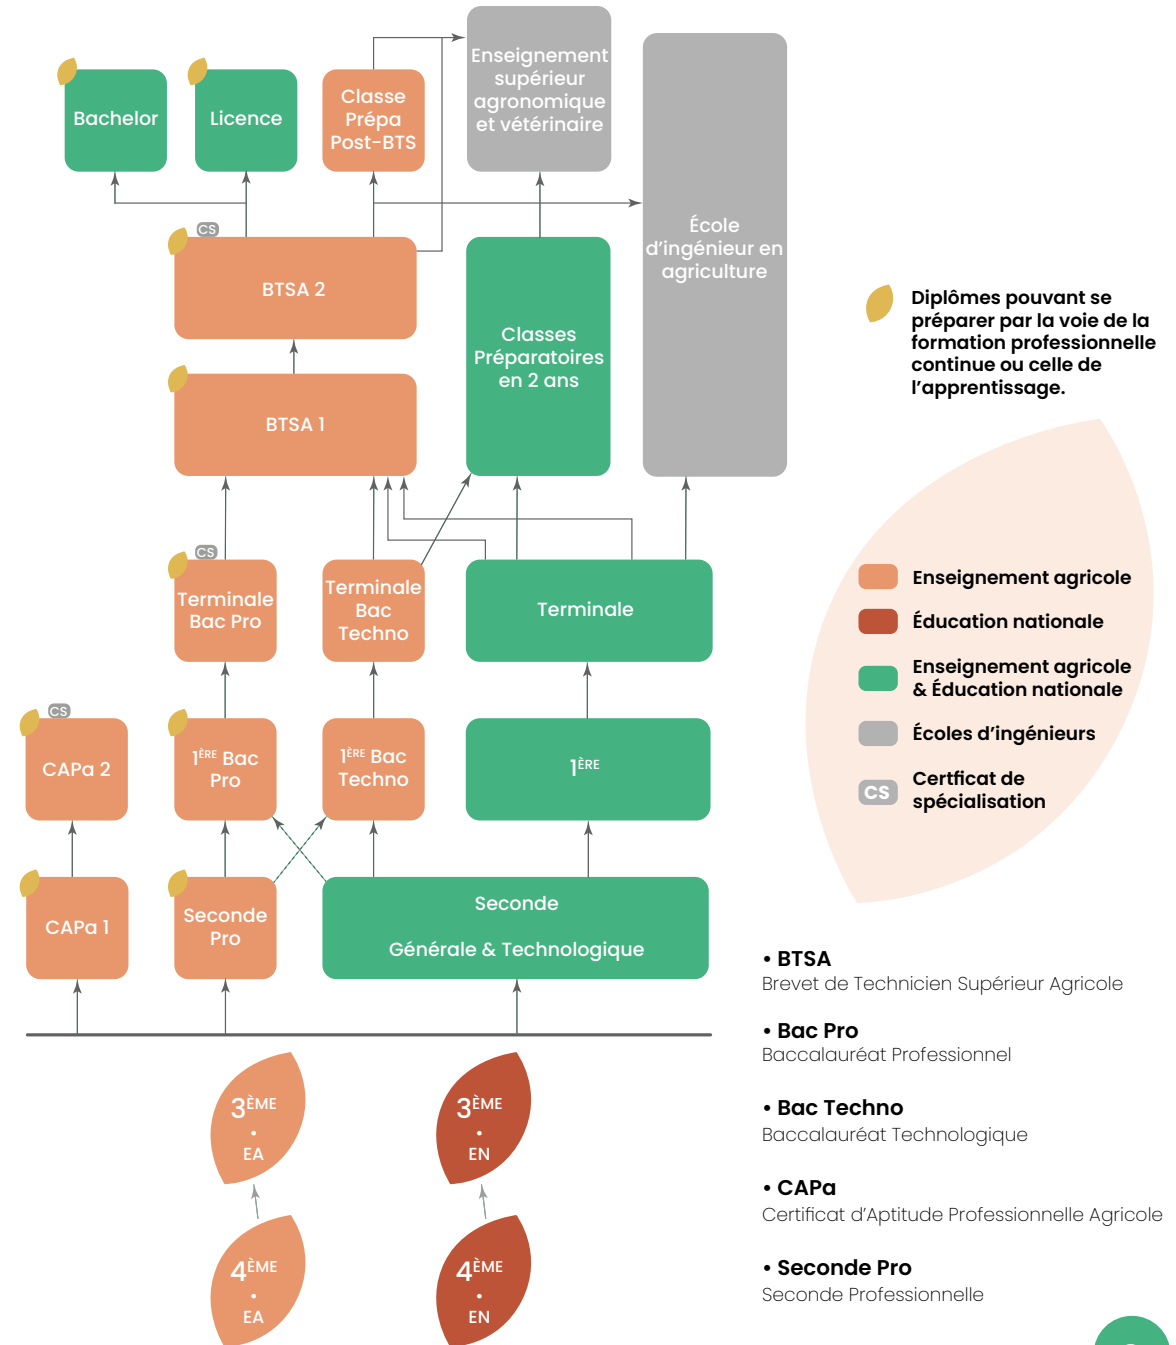 Enseignement
supérieur
agronomique
et vétérinaire
Bachelor
Licence
Classe
Prépa
Post-BTS
École
d'ingénieur en
agriculture
CS
BTSA 2
Classes
Préparatoires
en 2 ans
BTSA 1
CS
Terminale
Bac Pro
Terminale
Bac
Techno
Terminale
CS
CAPa 2
1ÈRE Bac
Pro
1ÈRE Bac
Techno
1ÈRE
CAPa 1
Seconde
Pro
Seconde
Générale & Technologique
3ÈME
•
EA
3ÈME
•
EN
4ÈME
•
EA
4ÈME
•
EN
Diplômes pouvant se
préparer par la voie de la
formation professionnelle
continue ou celle de
l'apprentissage.
Enseignement agricole
Éducation nationale
Enseignement agricole
& Éducation nationale
Écoles d'ingénieurs
CS
Certficat de
spécialisation
• BTSA
Brevet de Technicien Supérieur Agricole
• Bac Pro
Baccalauréat Professionnel
• Bac Techno
Baccalauréat Technologique
• CAPa
Certificat d'Aptitude Professionnelle Agricole
• Seconde Pro
Seconde Professionnelle